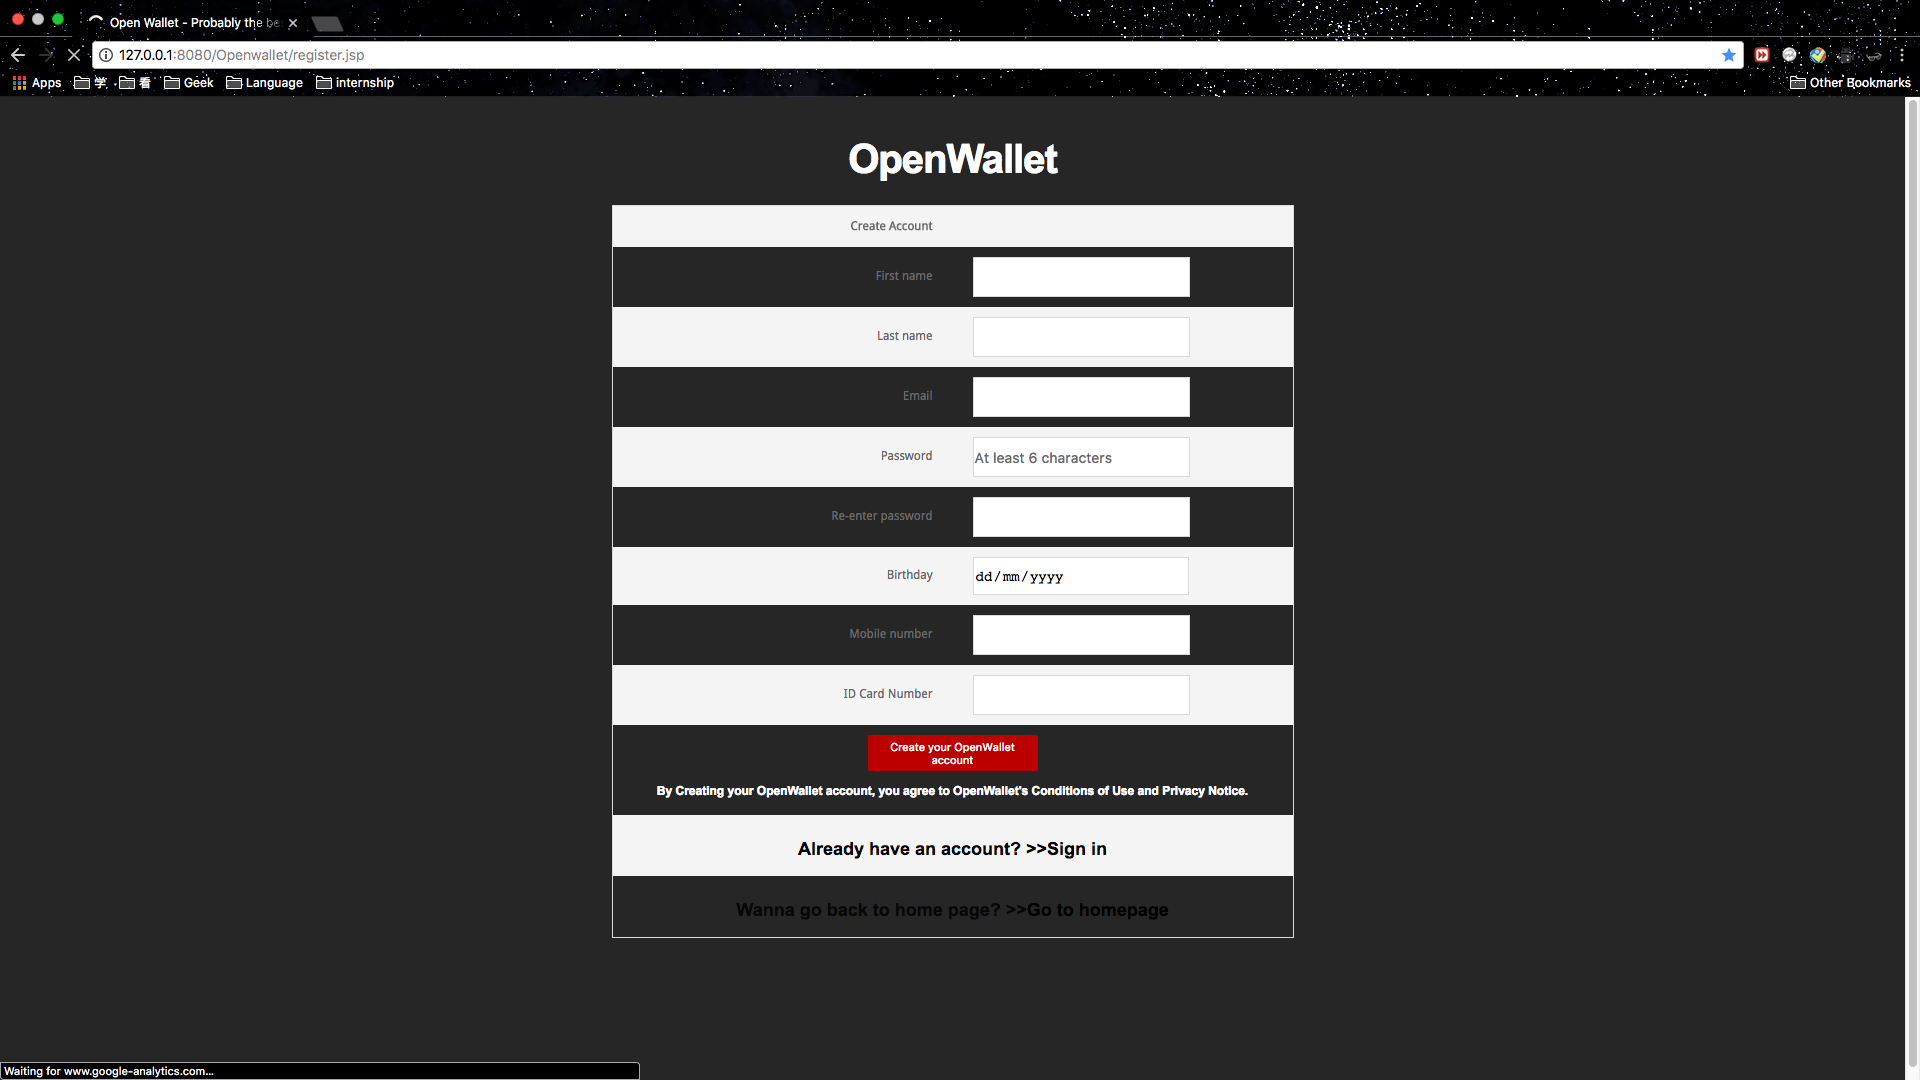 Open Wallet - Probably the be
127.0.0.1:8080/Openwallet/register.jsp
Apps 学 看 Geek Language internship Other Bookmarks
OpenWallet
Create Account
First name
Last name
Email
Password At least 6 characters
Re-enter password
Birthday dd/mm/yyyy
Mobile number
ID Card Number
Create your OpenWallet
account
By Creating your OpenWallet account, you agree to OpenWallet's Conditions of Use and Privacy Notice.
Already have an account? >>Sign in
Wanna go back to home page? >>Go to homepage
Waiting for www.google-analytics.com...